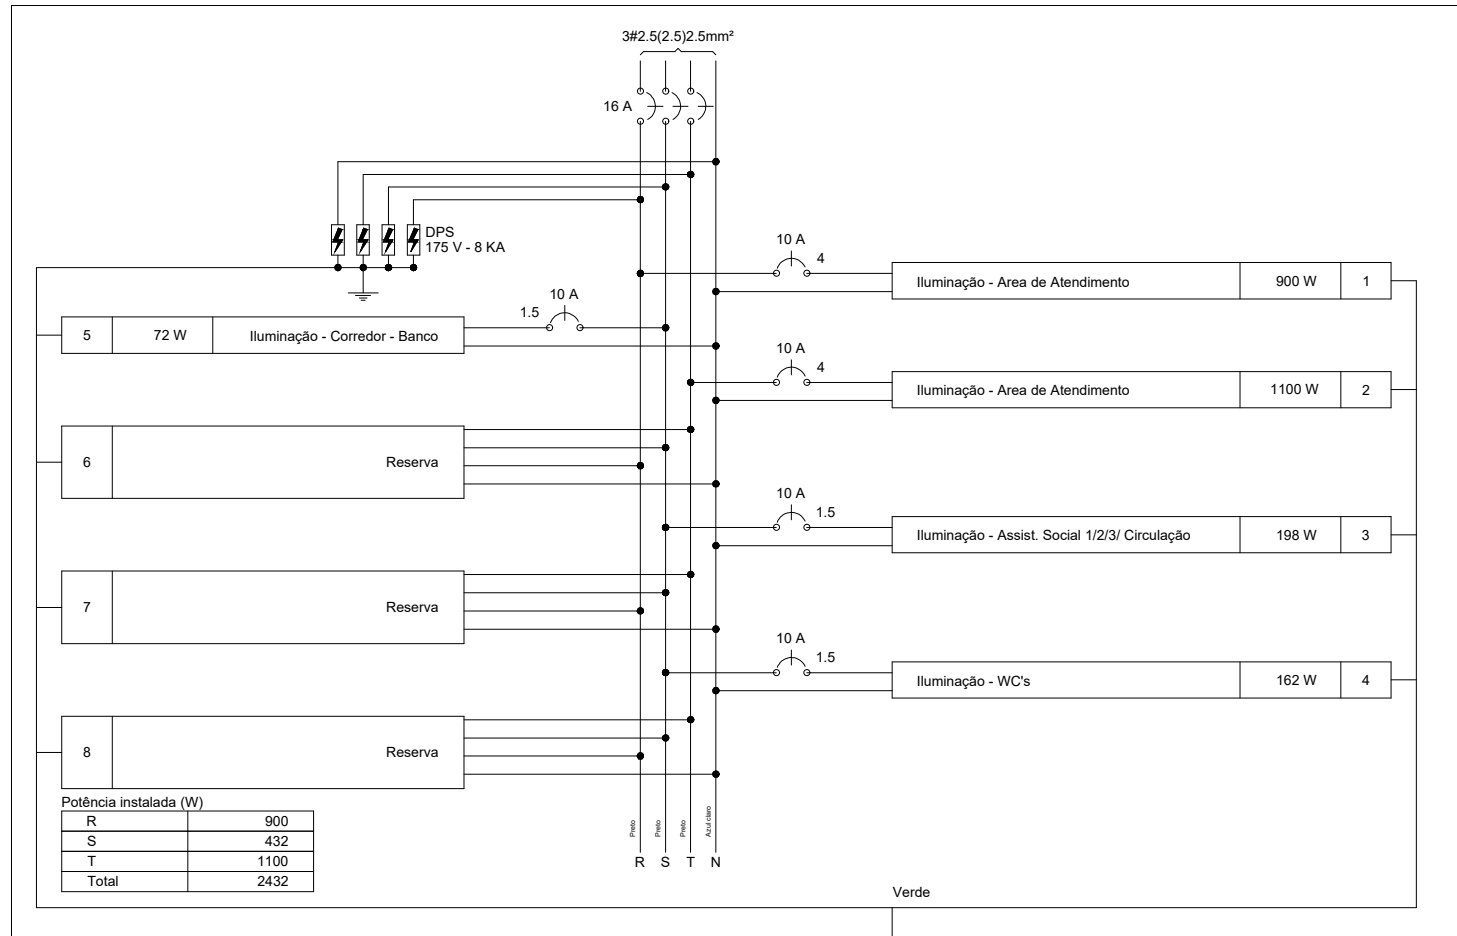 3#2.5(2.5)2.5mm²
16 A
DPS
175 V - 8 KA
10 A
4
Iluminação - Area de Atendimento 900 W 1
10 A
1.5
5 72 W Iluminação - Corredor - Banco
10 A
4
Iluminação - Area de Atendimento 1100 W 2
6 Reserva
10 A
1.5
Iluminação - Assist. Social 1/2/3/ Circulação 198 W 3
7 Reserva
10 A
1.5
Iluminação - WC's 162 W 4
8 Reserva
Potência instalada (W)
R 900
S 432
T 1100
Total 2432
Preto Preto Preto Azul claro
R S T N
Verde